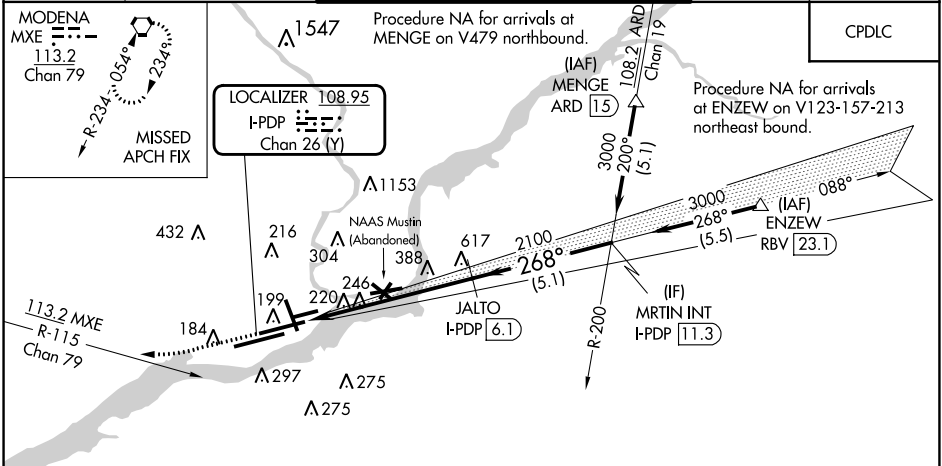 MODENA
MXE
113.2
Chan 79
054°
234°
R-234
MISSED
APCH FIX
1547
Procedure NA for arrivals at
MENGE on V479 northbound.
108.2 ARD
Chan 19
CPDLC
(IAF)
MENGE
ARD 15
Procedure NA for arrivals
at ENZEW on V123-157-213
northeast bound.
LOCALIZER 108.95
I-PDP
Chan 26 (Y)
3000
200°
(5.1)
1153
3000
088°
268°
(5.5)
(IAF)
ENZEW
RBV 23.1
NAAS Mustin
(Abandoned)
432
216
304
388
617
2100
268°
(5.1)
246
220
199
184
JALTO
I-PDP 6.1
(IF)
MRTIN INT
I-PDP 11.3
R-200
113.2 MXE
R-115
Chan 79
297
275
275